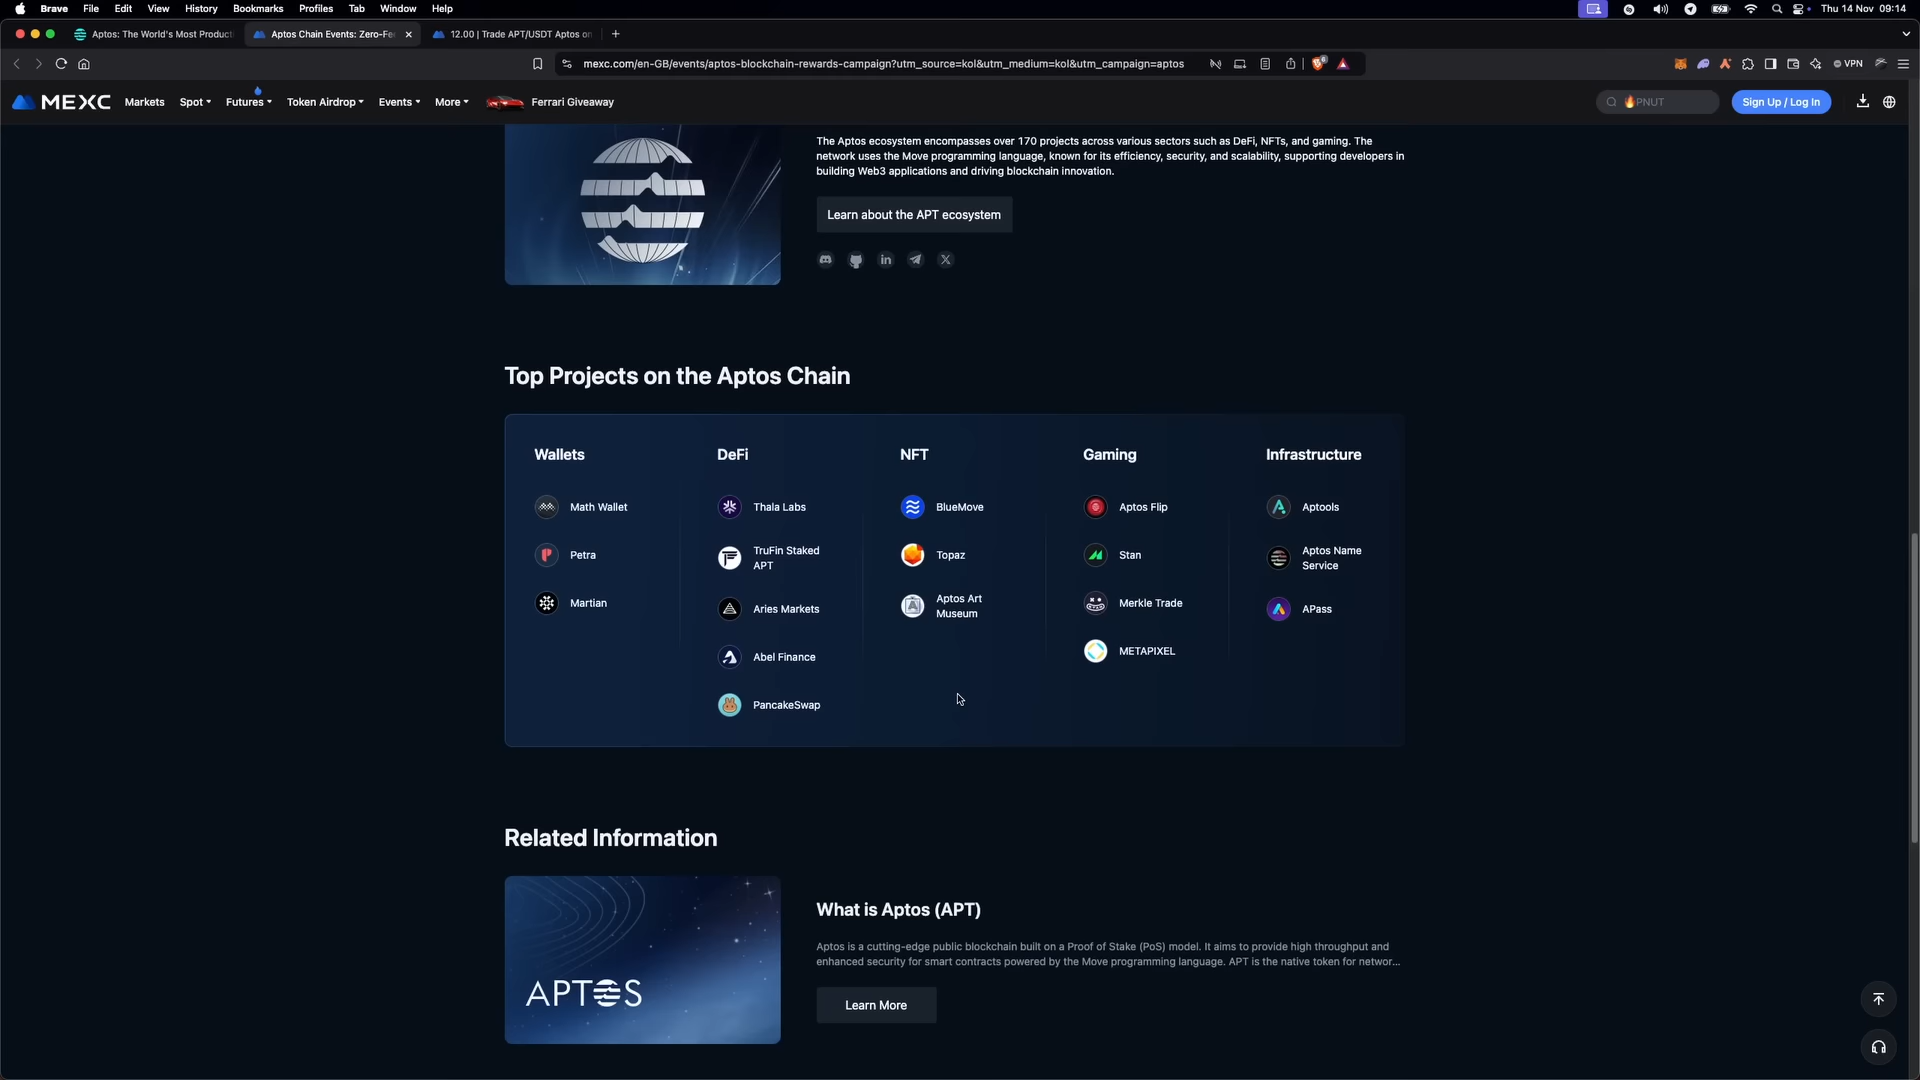 Brave File Edit View History Bookmarks Profiles Tab Window Help Thu 14 Nov 09:14
Aptos: The World's Most Product Aptos Chain Events: Zero-Fe 12.00 | Trade APT/USDT Aptos on
mexc.com/en-GB/events/aptos-blockchain-rewards-campaign?utm_source=kol&utm_medium=kol&utm_campaign=aptos VPN
MEXC Markets Spot Futures Token Airdrop Events More Ferrari Giveaway PNUT Sign Up / Log In
The Aptos ecosystem encompasses over 170 projects across various sectors such as DeFi, NFTs, and gaming. The
network uses the Move programming language, known for its efficiency, security, and scalability, supporting developers in
building Web3 applications and driving blockchain innovation.
Learn about the APT ecosystem
Top Projects on the Aptos Chain
Wallets
Math Wallet
Petra
Martian
DeFi
Thala Labs
TruFin Staked
APT
Aries Markets
Abel Finance
PancakeSwap
NFT
BlueMove
Topaz
Aptos Art
Museum
Gaming
Aptos Flip
Stan
Merkle Trade
METAPIXEL
Infrastructure
Aptools
Aptos Name
Service
APass
Related Information
APTOS
What is Aptos (APT)
Aptos is a cutting-edge public blockchain built on a Proof of Stake (PoS) model. It aims to provide high throughput and
enhanced security for smart contracts powered by the Move programming language. APT is the native token for networ...
Learn More